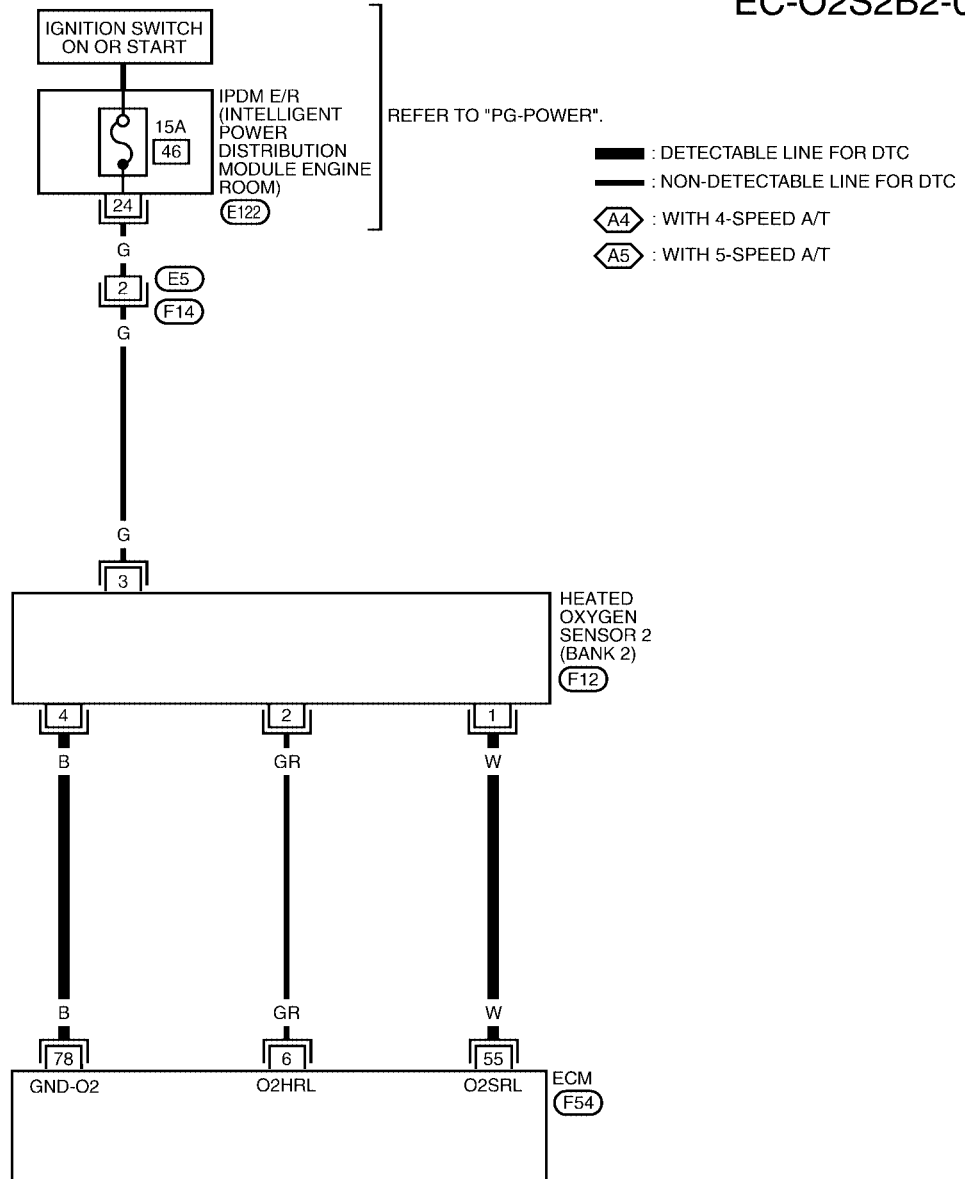 EC-O2S2B2-0
IGNITION SWITCH
ON OR START
IPDM E/R
(INTELLIGENT
POWER
DISTRIBUTION
MODULE ENGINE
ROOM)
E122
15A
46
24
REFER TO "PG-POWER".
: DETECTABLE LINE FOR DTC
: NON-DETECTABLE LINE FOR DTC
A4 : WITH 4-SPEED A/T
A5 : WITH 5-SPEED A/T
G
2
E5
F14
G
G
3
HEATED
OXYGEN
SENSOR 2
(BANK 2)
F12
4 2 1
B GR W
B GR W
78 6 55
GND-O2 O2HRL O2SRL
ECM
F54